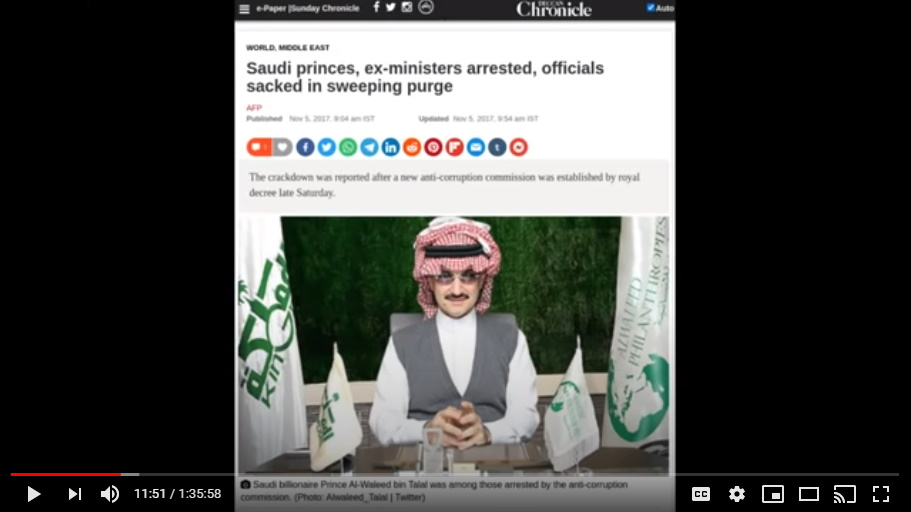 e-Paper |Sunday Chronicle
DECCAN
Chronicle
Auto
WORLD, MIDDLE EAST
Saudi princes, ex-ministers arrested, officials
sacked in sweeping purge
AFP
Published Nov 5, 2017, 9:04 am IST
Updated Nov 5, 2017, 9:54 am IST
The crackdown was reported after a new anti-corruption commission was established by royal
decree late Saturday.
ALWALEED
PHILANTHROPIES
Saudi billionaire Prince Al-Waleed bin Talal was among those arrested by the anti-corruption
commission. (Photo: Alwaleed_Talal | Twitter)
11:51 / 1:35:58
CC